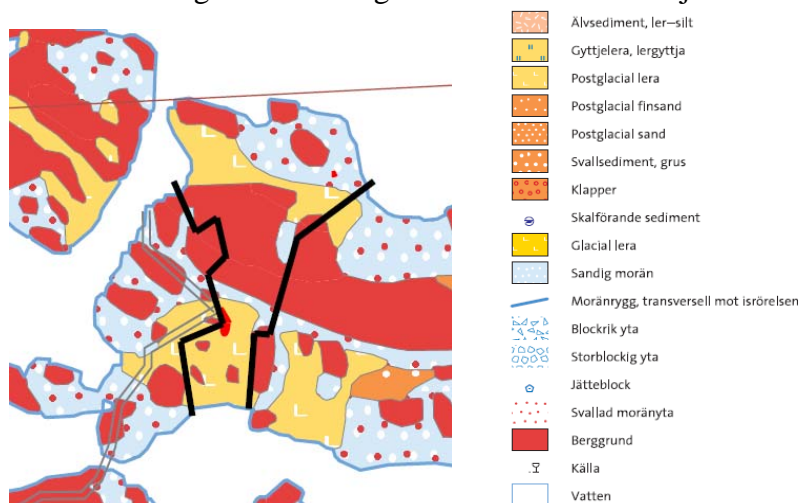 Älvsediment, ler–silt
Gyttjelera, lergyttja
Postglacial lera
Postglacial finsand
Postglacial sand
Svallsediment, grus
Klapper
Skalförande sediment
Glacial lera
Sandig morän
Moränrygg, transversell mot isrörelsen
Blockrik yta
Storblockig yta
Jätteblock
Svallad moränyta
Berggrund
Källa
Vatten